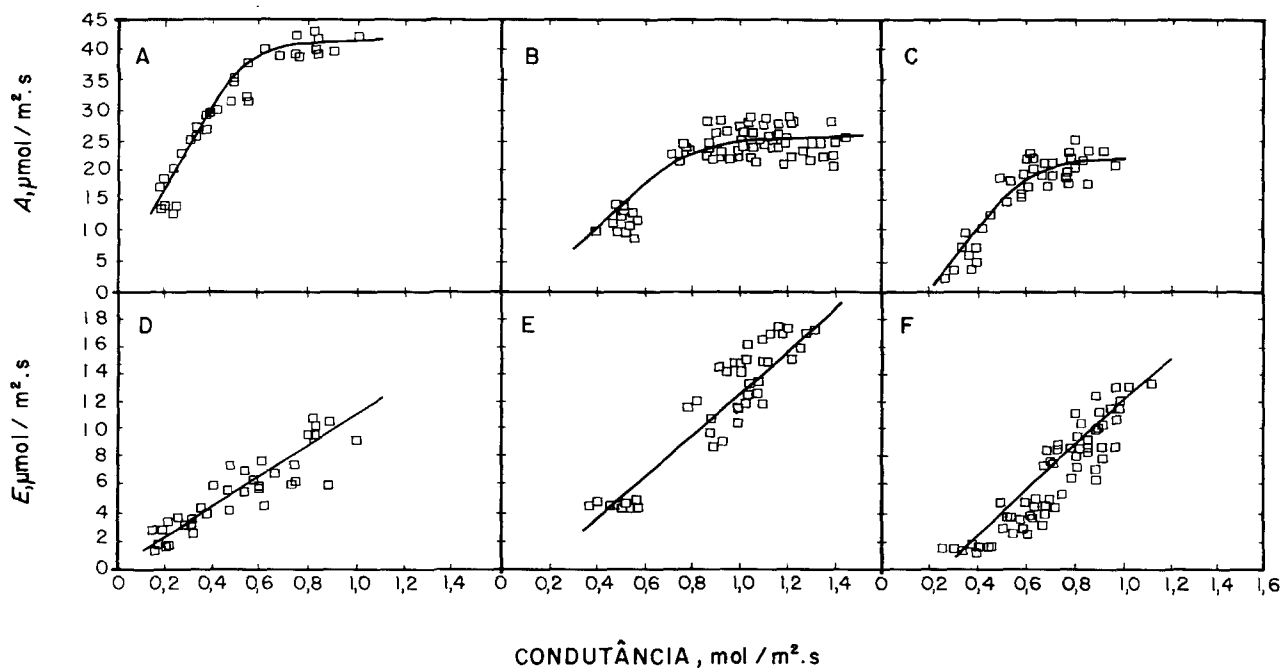 45
40
35
30
25
20
15
10
5
0
A, µmol / m². s
A
B
C
18
16
14
12
10
8
6
4
2
0
E, µmol / m². s
D
E
F
0 0,2 0,4 0,6 0,8 1,0 1,2 1,4 0 0,4 0,6 0,8 1,0 1,2 1,4 0 0,2 0,4 0,6 0,8 1,0 1,2 1,4 1,6
CONDUTÂNCIA, mol / m². s